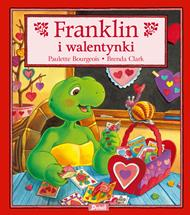 Franklin
i walentynki
Paulette Bourgeois • Brenda Clark